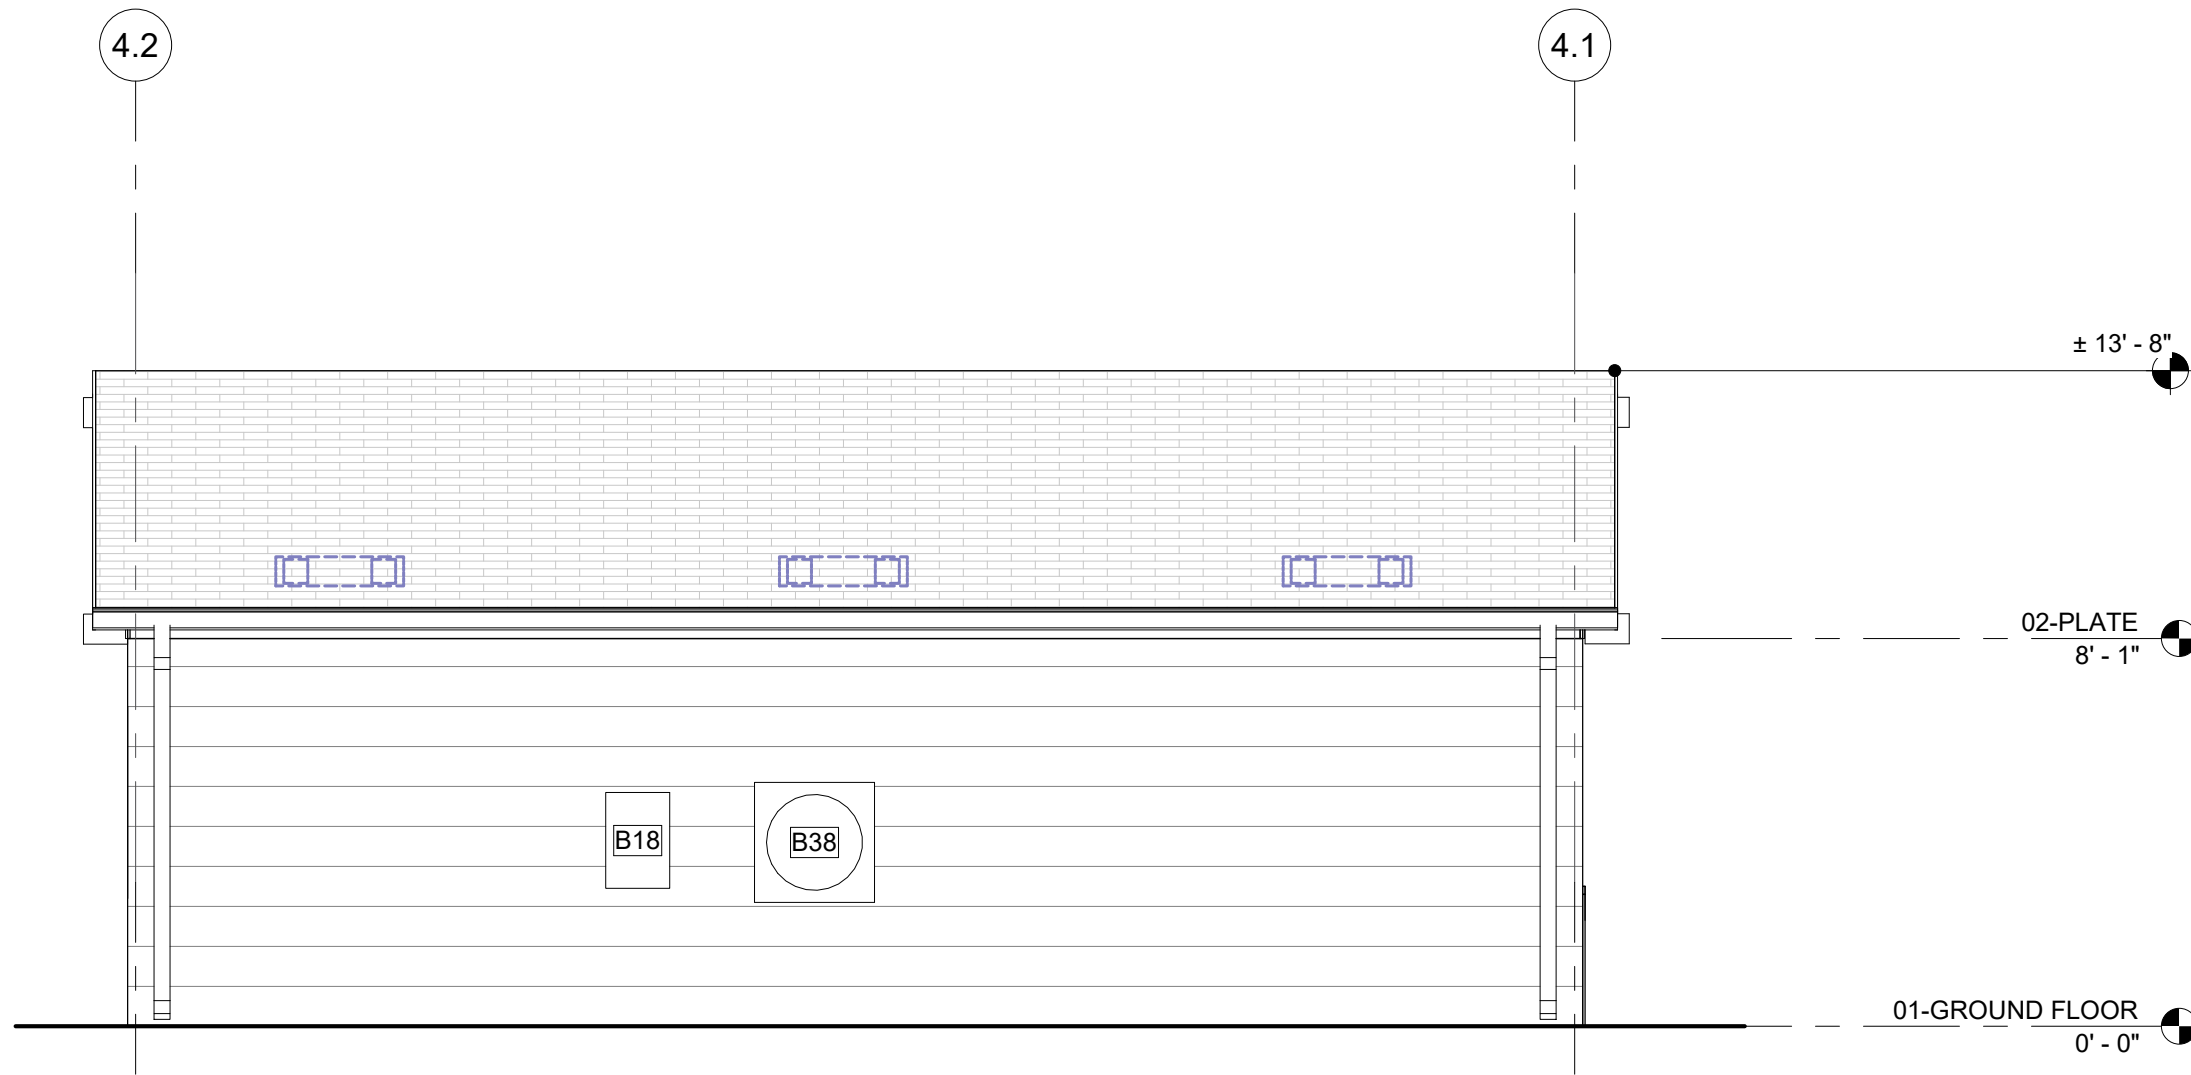 4.2
4.1
± 13' - 8"
02-PLATE
8' - 1"
B18
B38
01-GROUND FLOOR
0' - 0"